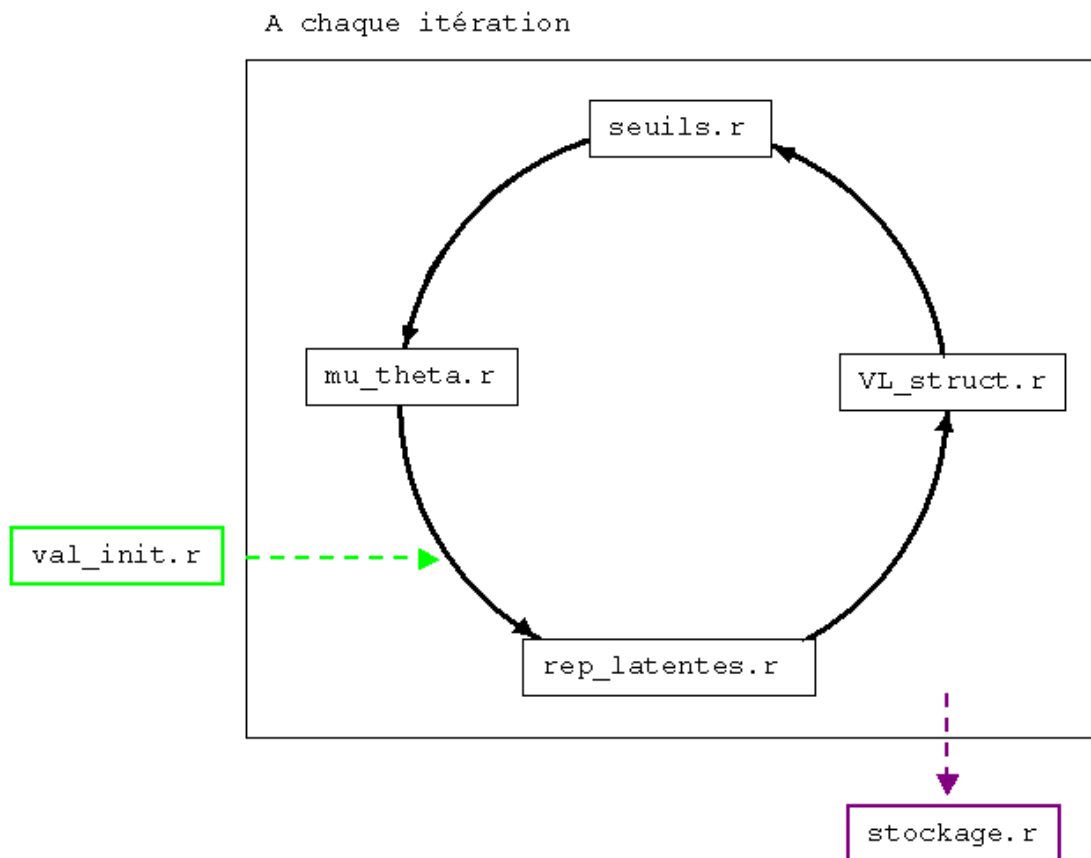 A chaque itération
seuils.r
mu_theta.r
VL_struct.r
val_init.r
rep_latentes.r
stockage.r